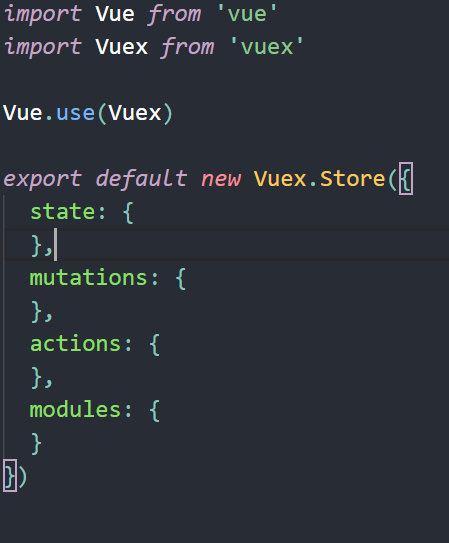 import Vue from 'vue'
import Vuex from 'vuex'
Vue.use(Vuex)
export default new Vuex.Store({
state: {
},
mutations: {
},
actions: {
},
modules: {
}
})